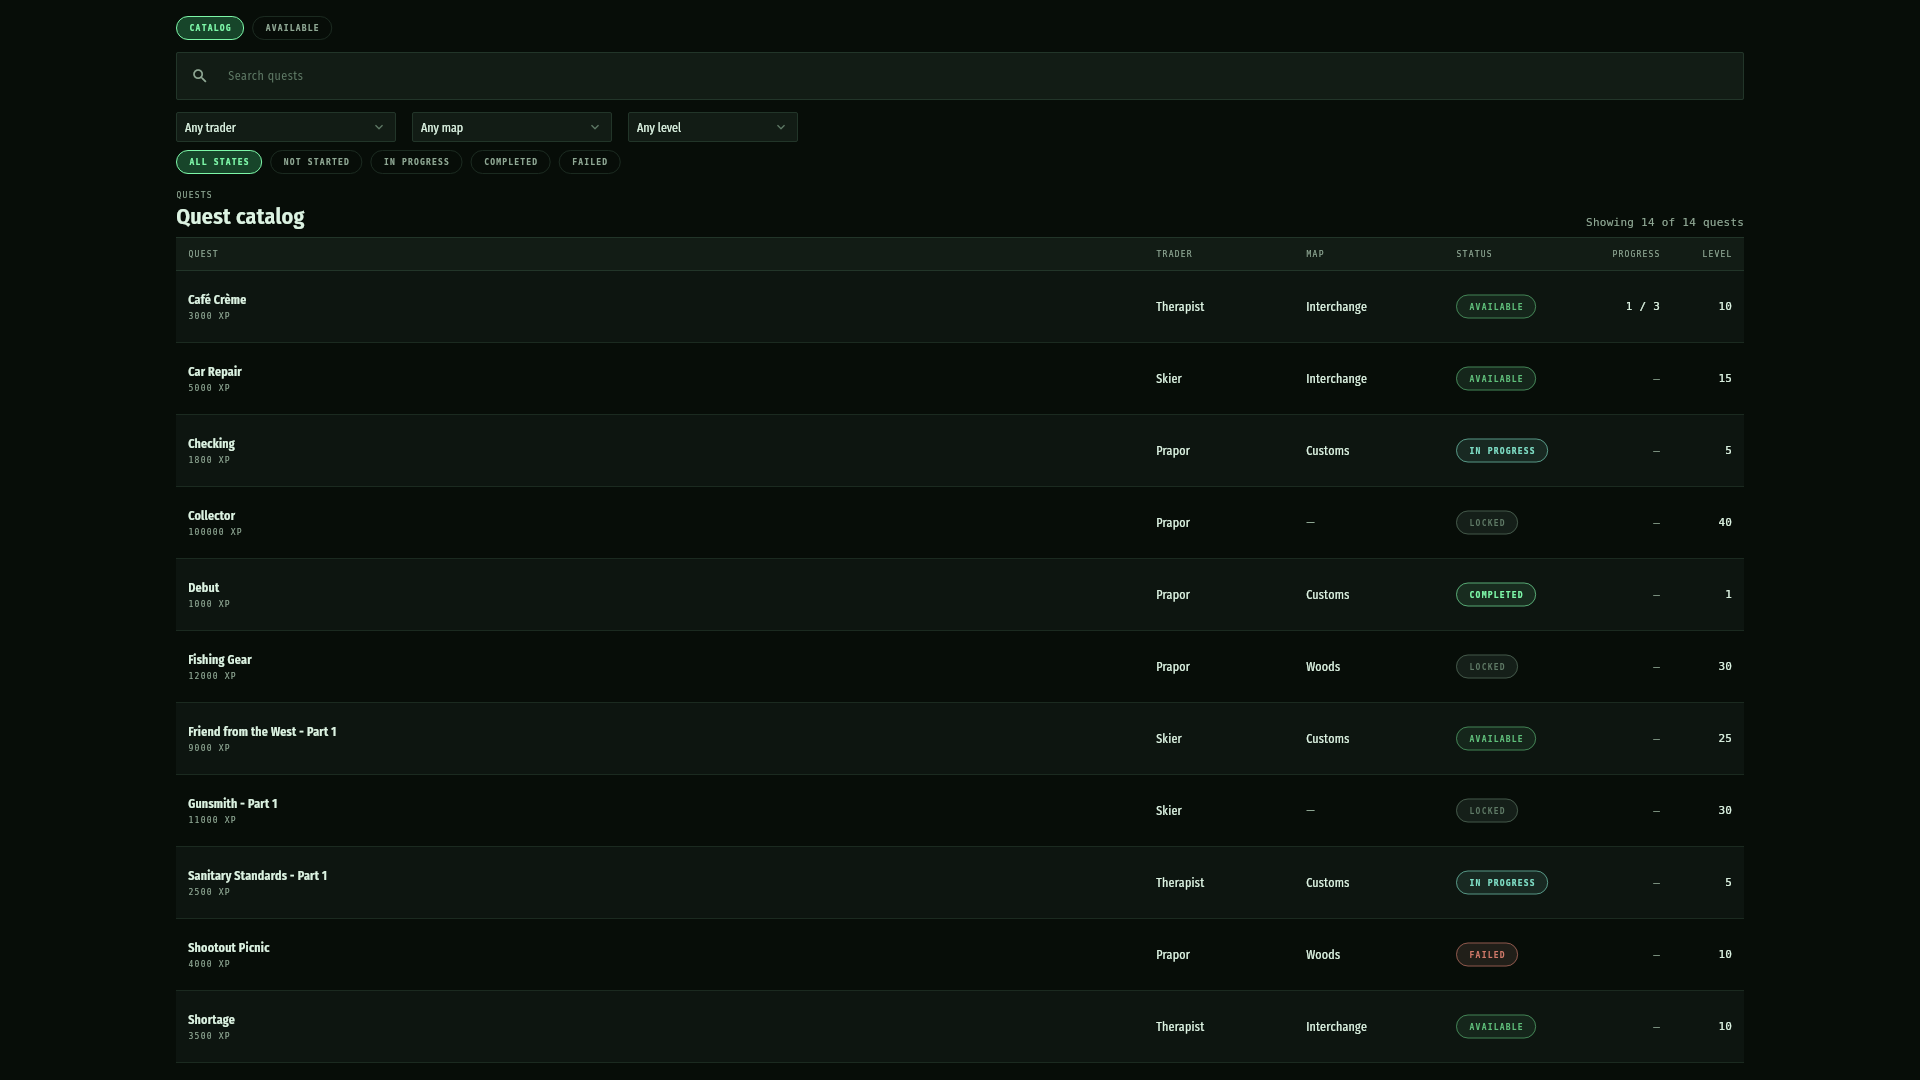 CATALOG AVAILABLE
Search quests
Any trader Any map Any level
ALL STATES NOT STARTED IN PROGRESS COMPLETED FAILED
QUESTS
Quest catalog
Showing 14 of 14 quests
QUEST TRADER MAP STATUS PROGRESS LEVEL
Café Crème
3000 XP
Therapist Interchange AVAILABLE 1 / 3 10
Car Repair
5000 XP
Skier Interchange AVAILABLE — 15
Checking
1800 XP
Prapor Customs IN PROGRESS — 5
Collector
100000 XP
Prapor — LOCKED — 40
Debut
1000 XP
Prapor Customs COMPLETED — 1
Fishing Gear
12000 XP
Prapor Woods LOCKED — 30
Friend from the West - Part 1
9000 XP
Skier Customs AVAILABLE — 25
Gunsmith - Part 1
11000 XP
Skier — LOCKED — 30
Sanitary Standards - Part 1
2500 XP
Therapist Customs IN PROGRESS — 5
Shootout Picnic
4000 XP
Prapor Woods FAILED — 10
Shortage
3500 XP
Therapist Interchange AVAILABLE — 10